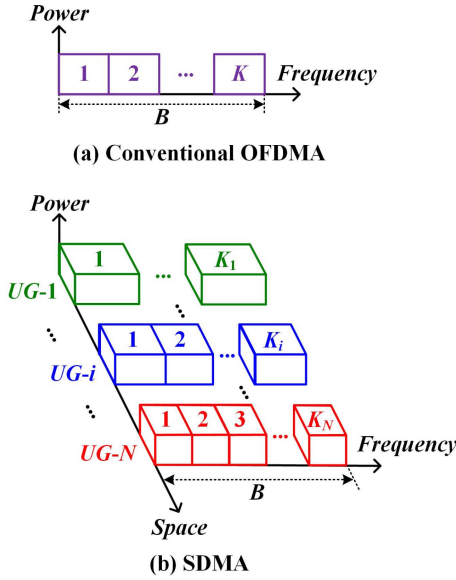 Power
1 2 ... K Frequency
B
(a) Conventional OFDMA
Power
1 ... K1
UG-1
...
...
1 2 ... Ki
UG-i
...
...
1 2 3 ... KN
UG-N Frequency
B
Space
(b) SDMA